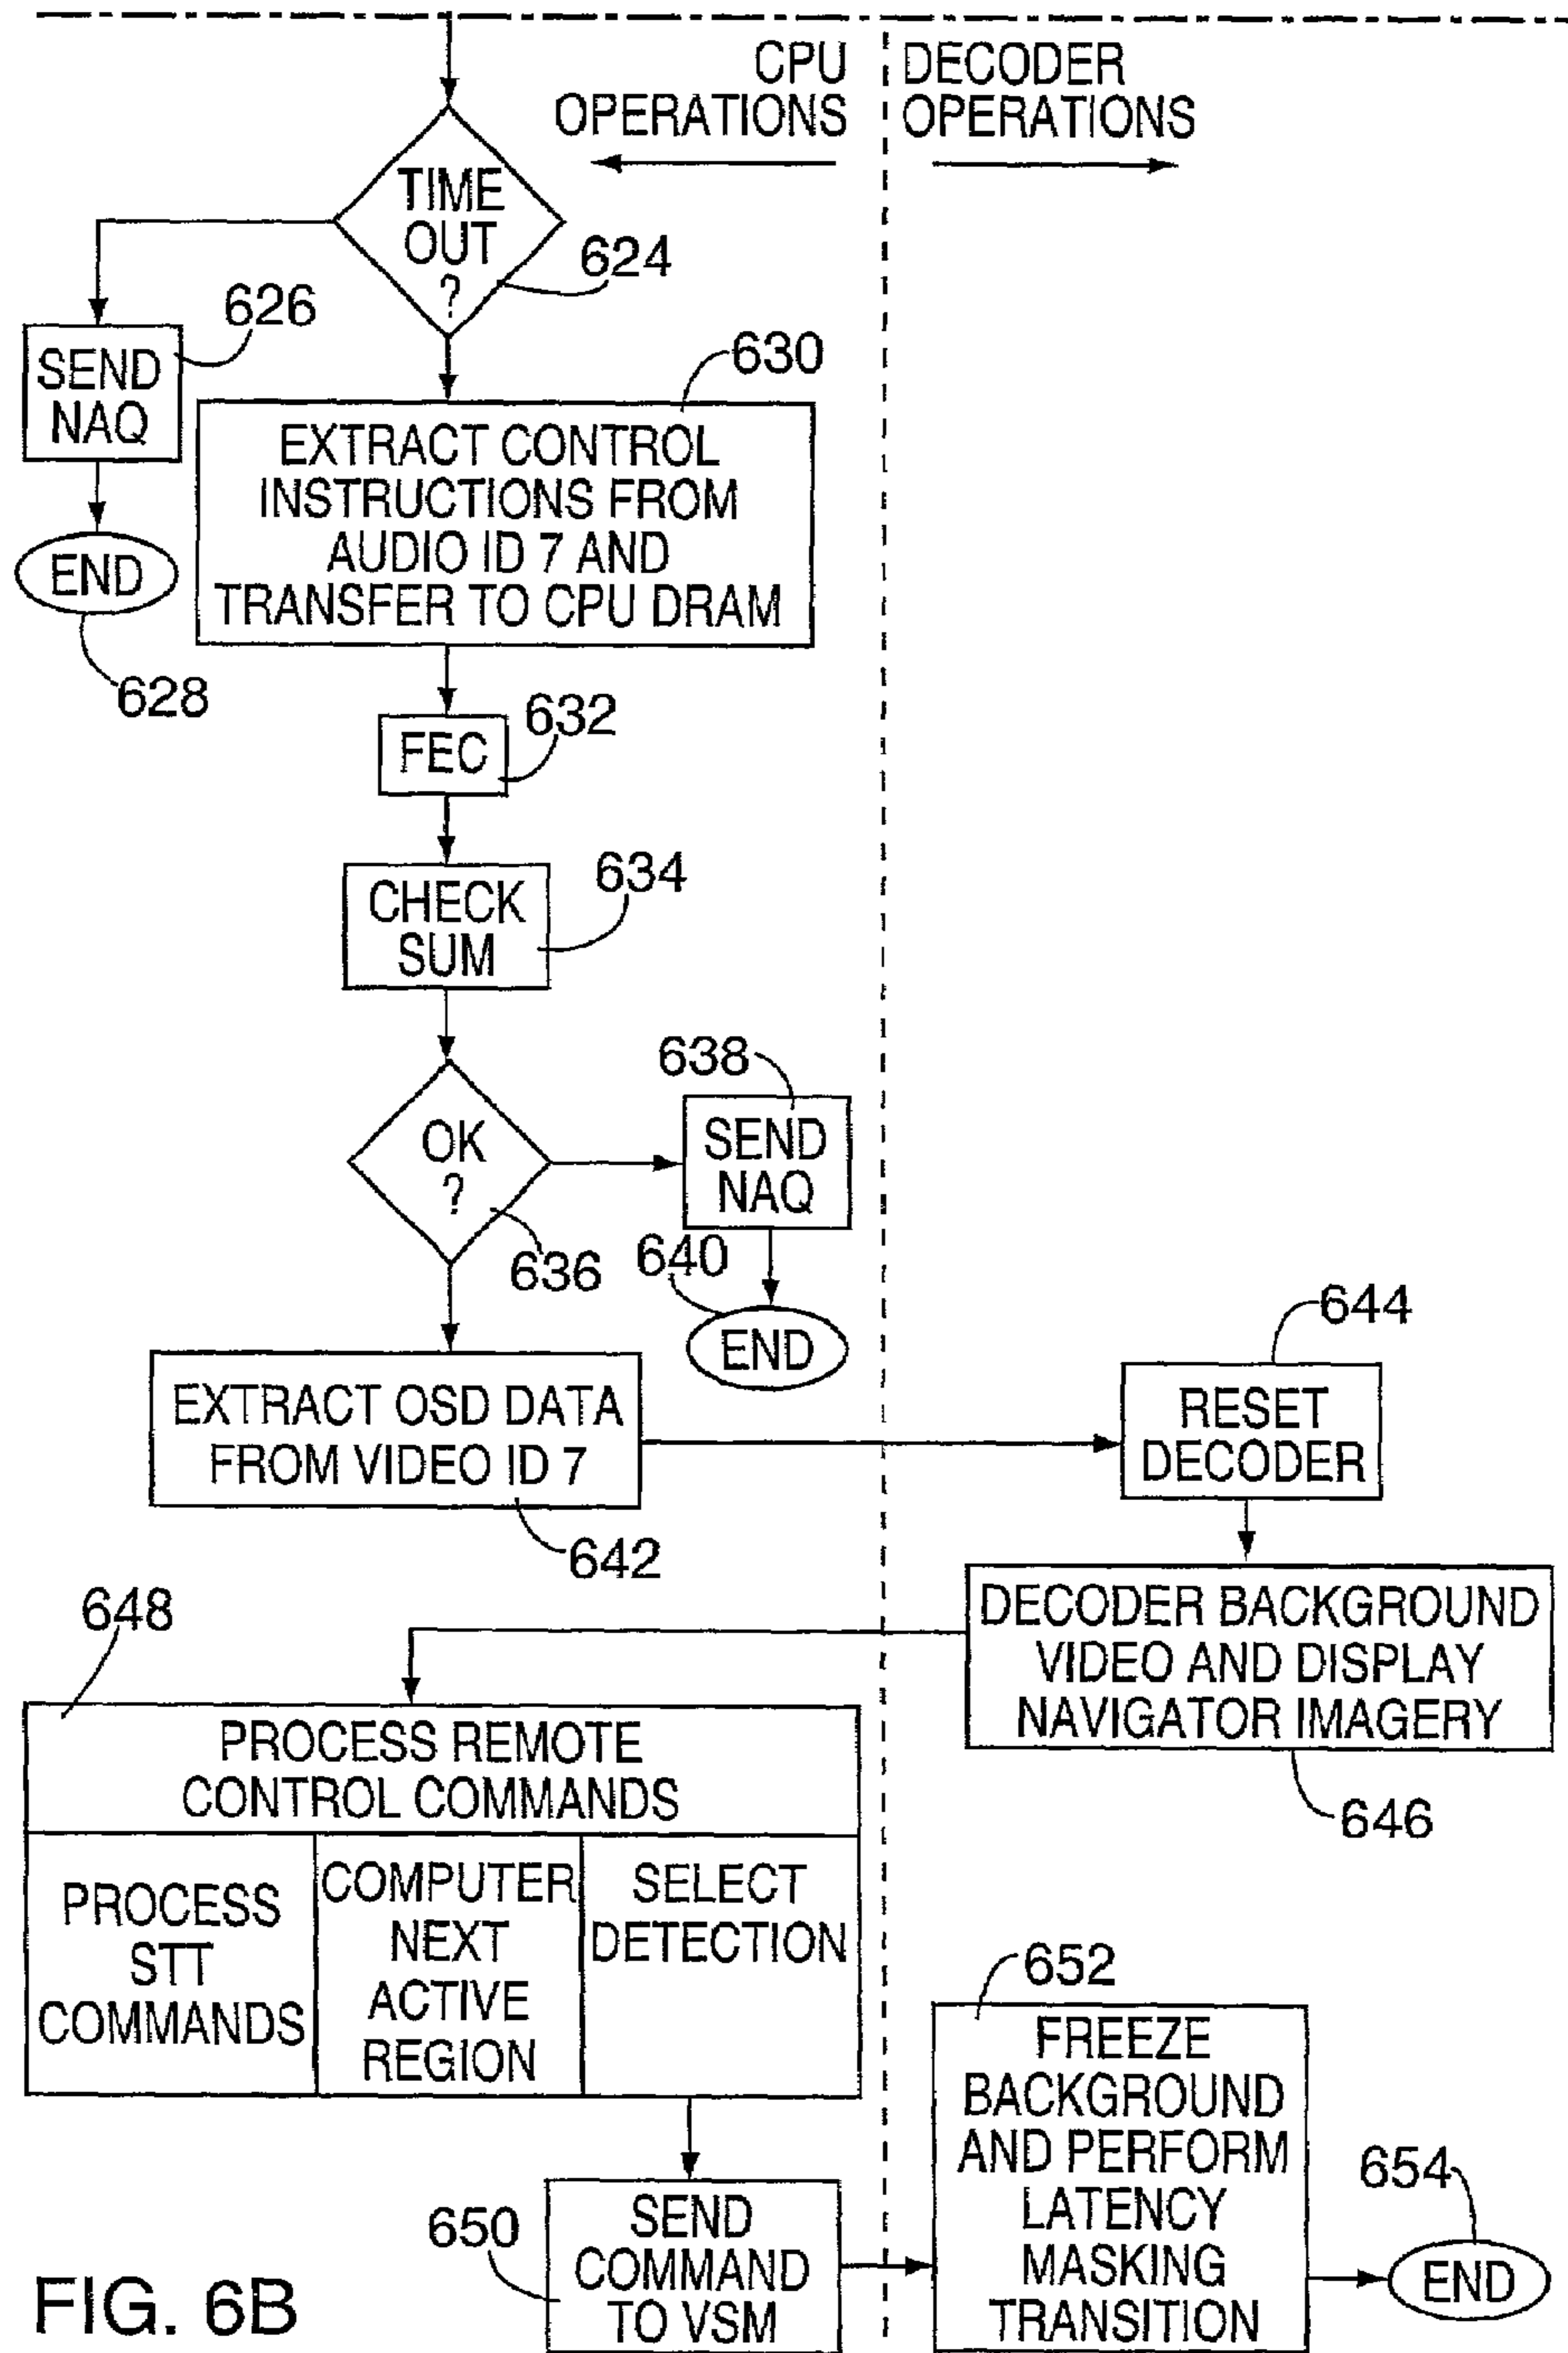 CPU
OPERATIONS
DECODER
OPERATIONS
TIME
OUT
?
624
626
SEND
NAQ
END
628
630
EXTRACT CONTROL
INSTRUCTIONS FROM
AUDIO ID 7 AND
TRANSFER TO CPU DRAM
632
FEC
634
CHECK
SUM
OK
?
636
638
SEND
NAQ
640
END
EXTRACT OSD DATA
FROM VIDEO ID 7
642
644
RESET
DECODER
DECODER BACKGROUND
VIDEO AND DISPLAY
NAVIGATOR IMAGERY
646
648
PROCESS REMOTE
CONTROL COMMANDS
PROCESS
STT
COMMANDS
COMPUTER
NEXT
ACTIVE
REGION
SELECT
DETECTION
650
SEND
COMMAND
TO VSM
652
FREEZE
BACKGROUND
AND PERFORM
LATENCY
MASKING
TRANSITION
654
END
FIG. 6B